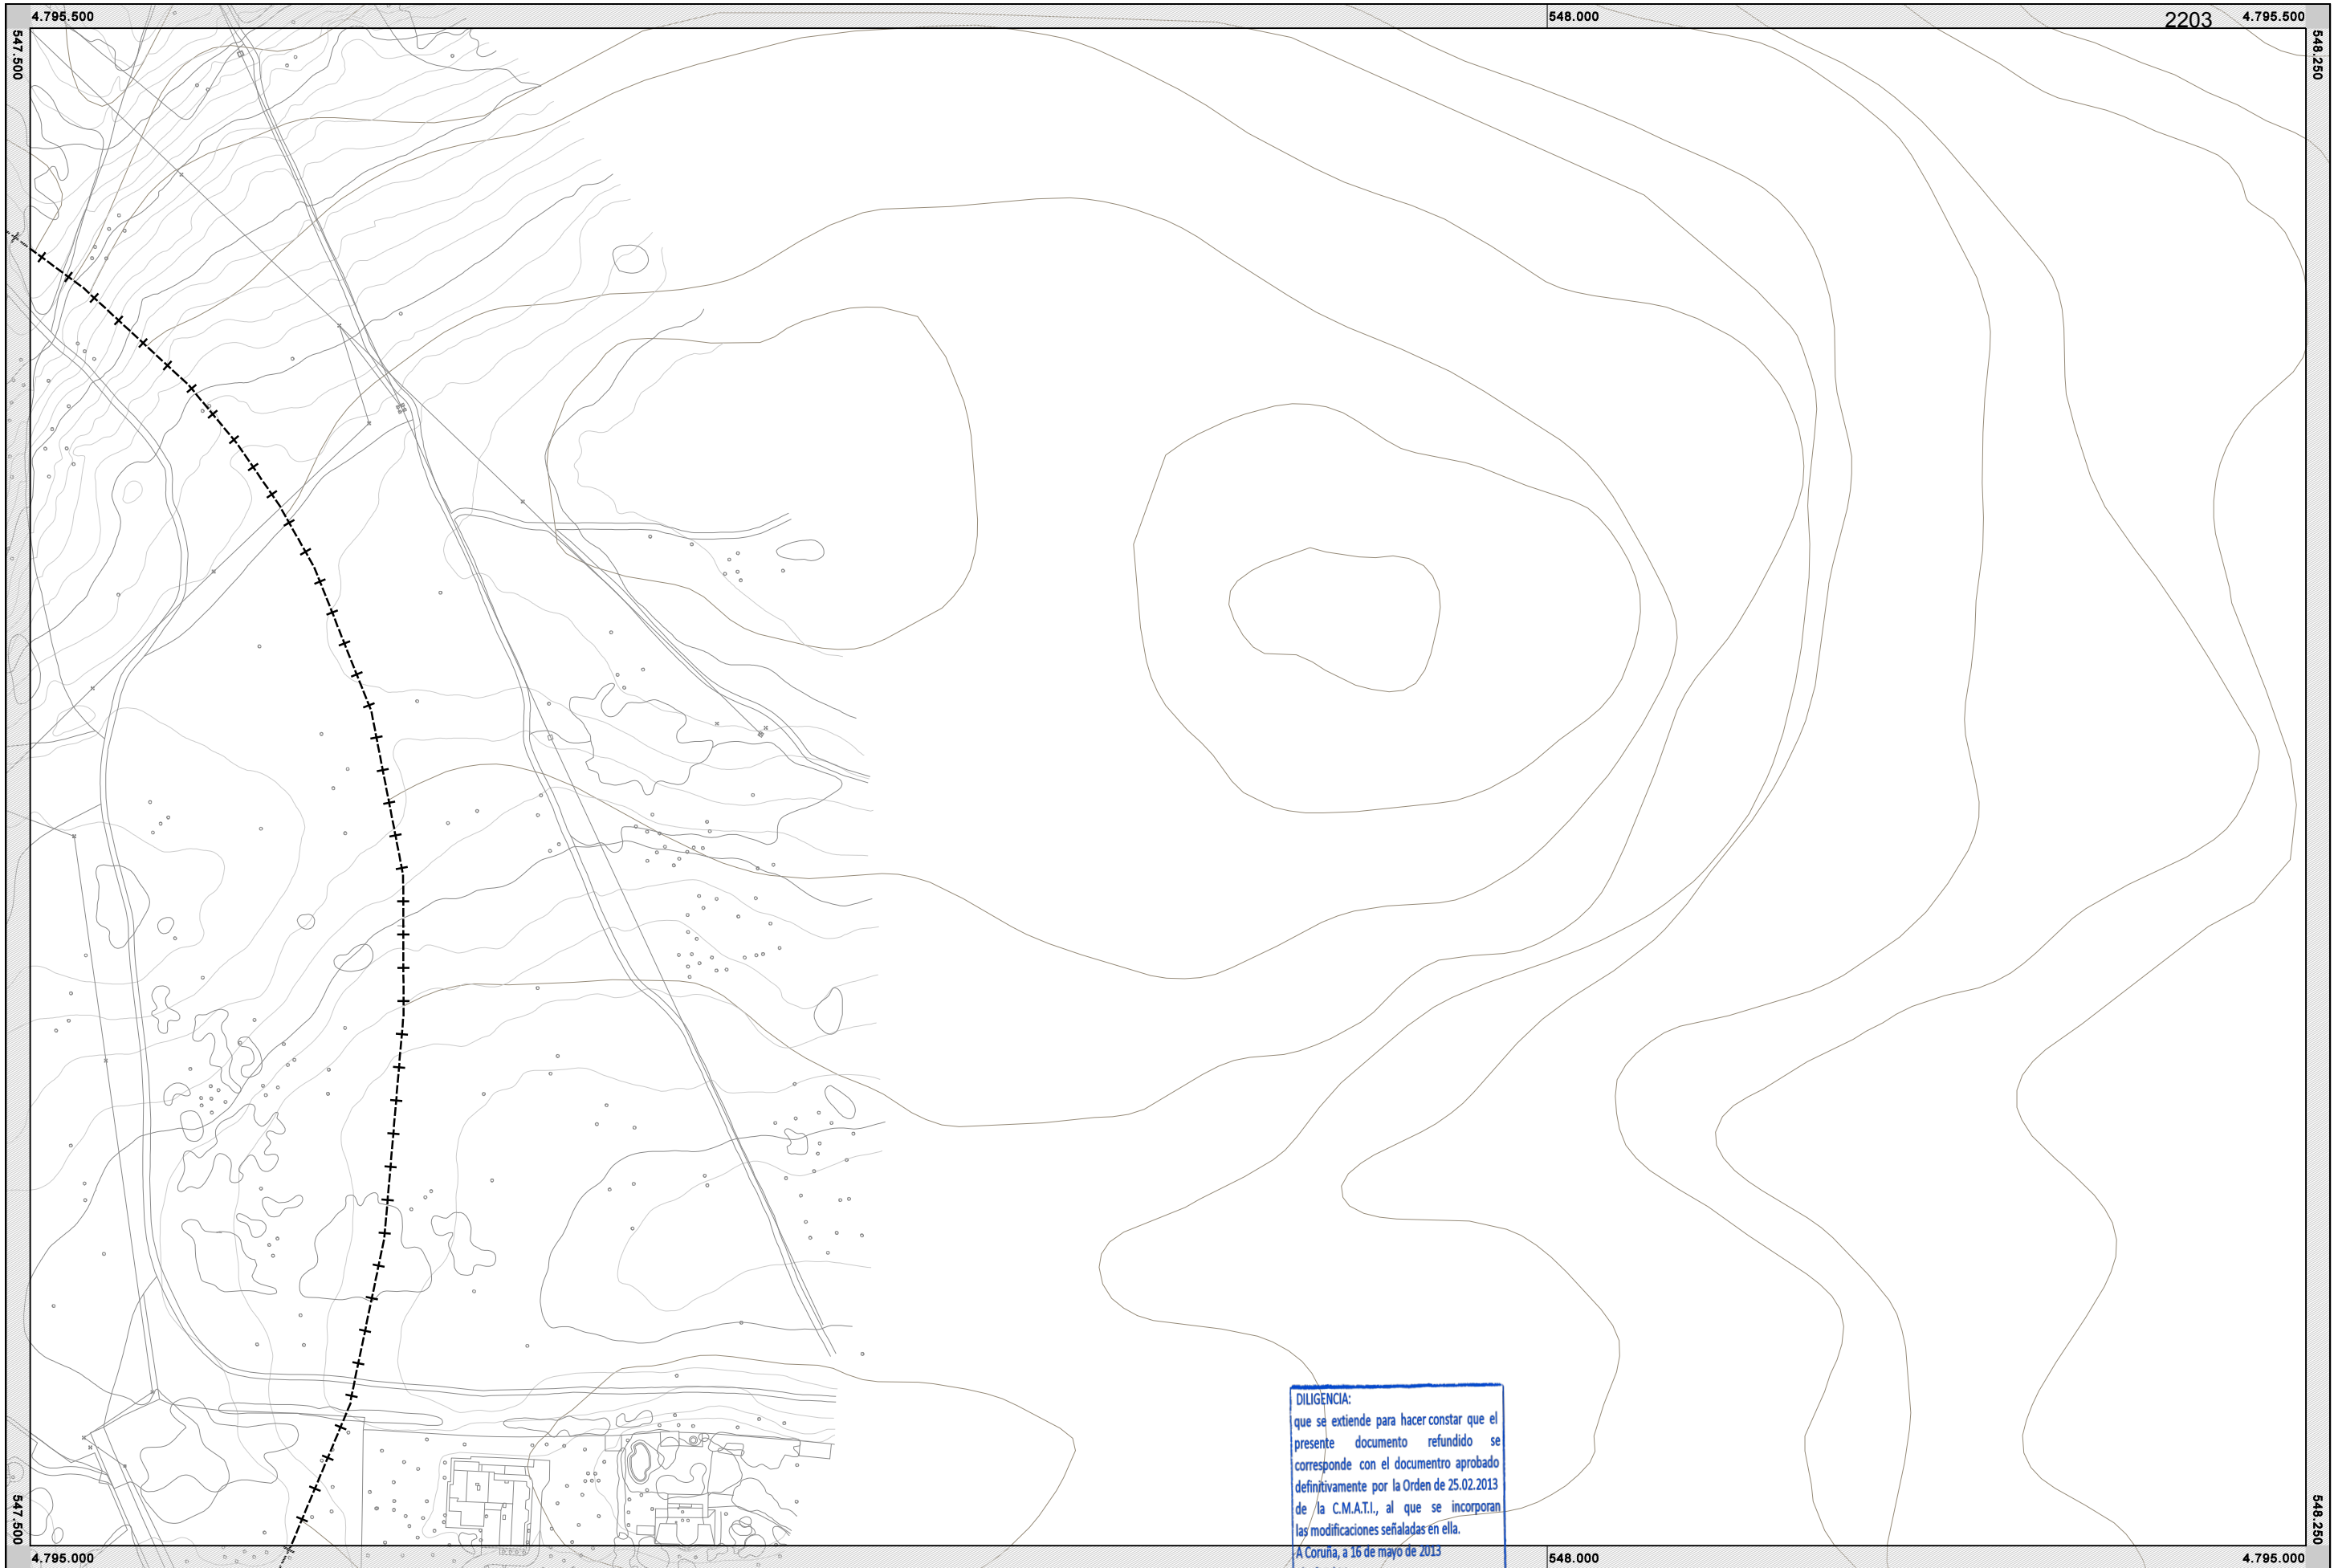 4.795.500
548.000
2203
4.795.500
547.500
548.250
DILIGENCIA:
que se extiende para hacer constar que el
presente documento refundido se
corresponde con el documentro aprobado
definitivamente por la Orden de 25.02.2013
de la C.M.A.T.I., al que se incorporan
las modificaciones señaladas en ella.
A Coruña, a 16 de mayo de 2013
547.500
548.250
4.795.000
548.000
4.795.000